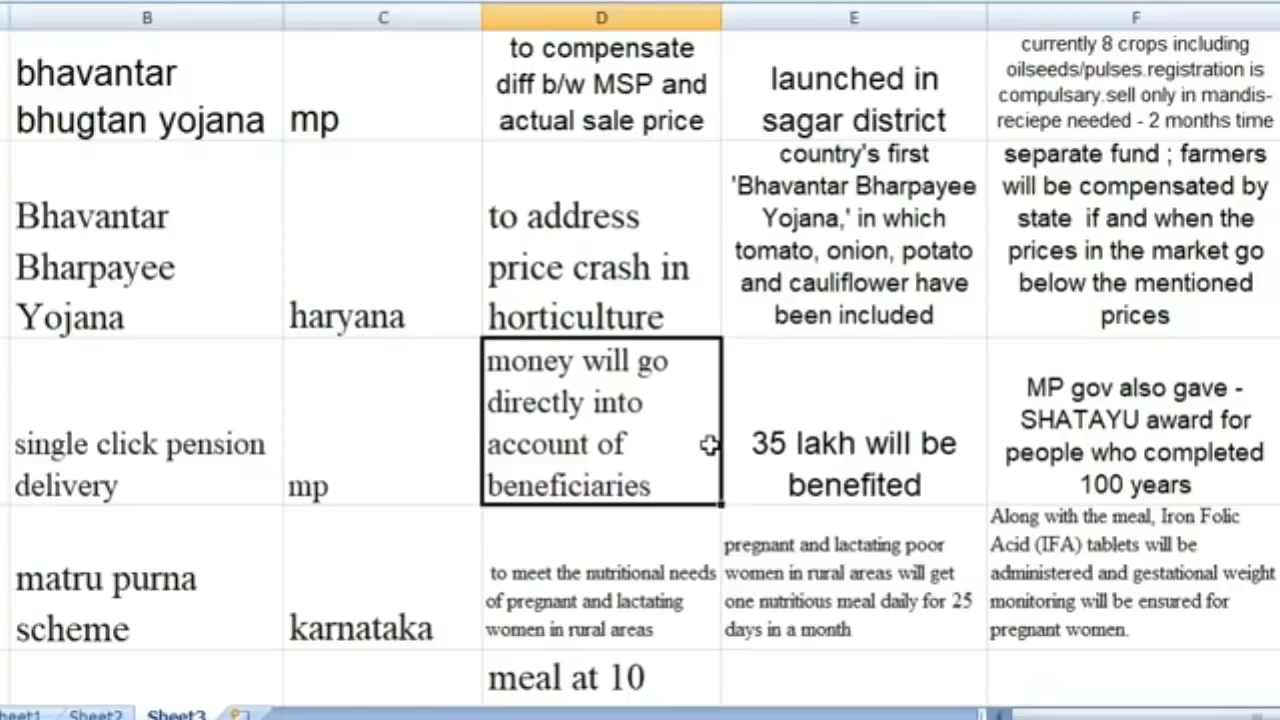 B C D E F
bhavantar
bhugtan yojana
mp
to compensate
diff b/w MSP and
actual sale price
launched in
sagar district
currently 8 crops including
oilseeds/pulses.registration is
compulsary.sell only in mandis-
reciepe needed - 2 months time
Bhavantar
Bharpayee
Yojana
haryana
to address
price crash in
horticulture
country's first
'Bhavantar Bharpayee
Yojana,' in which
tomato, onion, potato
and cauliflower have
been included
separate fund ; farmers
will be compensated by
state if and when the
prices in the market go
below the mentioned
prices
single click pension
delivery
mp
money will go
directly into
account of
beneficiaries
35 lakh will be
benefited
MP gov also gave -
SHATAYU award for
people who completed
100 years
matru purna
scheme
karnataka
to meet the nutritional needs
of pregnant and lactating
women in rural areas
pregnant and lactating poor
women in rural areas will get
one nutritious meal daily for 25
days in a month
Along with the meal, Iron Folic
Acid (IFA) tablets will be
administered and gestational weight
monitoring will be ensured for
pregnant women.
meal at 10
heet1 Sheet2 Sheet3